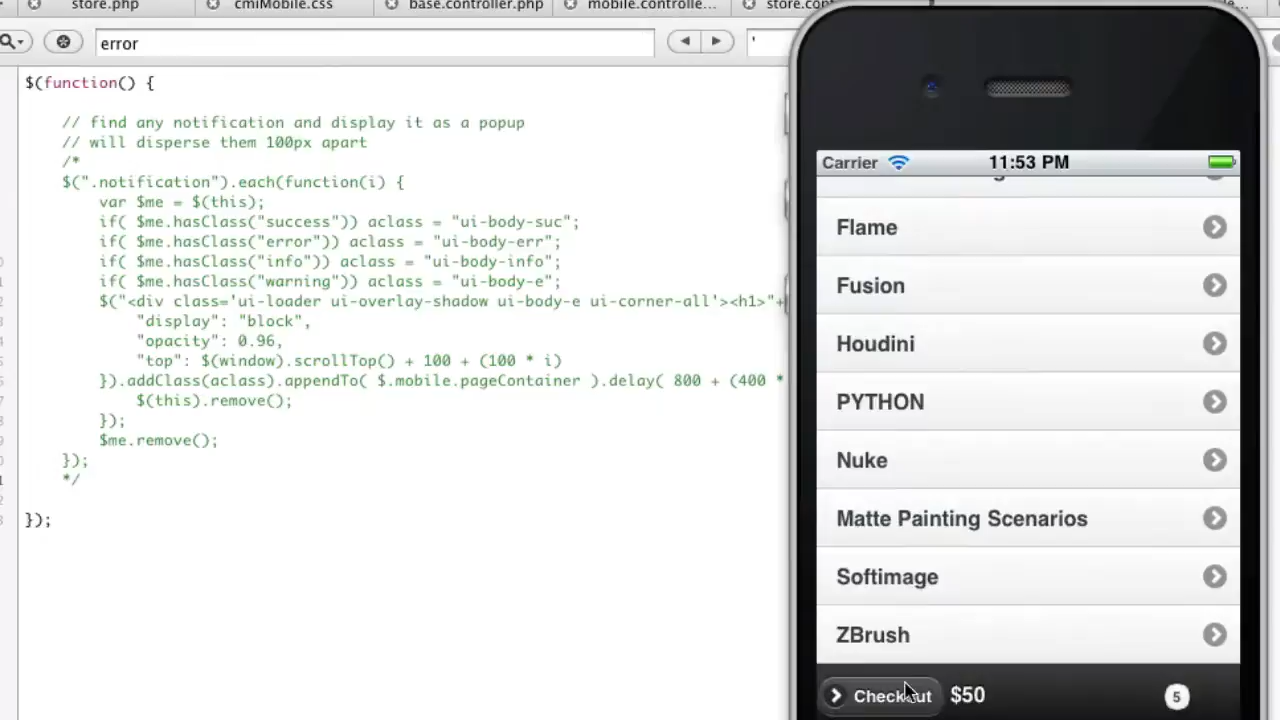 store.php
cmiMobile.css
base.controller.php
mobile.controlle...
error
'
$(function() {
// find any notification and display it as a popup
// will disperse them 100px apart
/*
$(".notification").each(function(i) {
var $me = $(this);
if( $me.hasClass("success")) aclass = "ui-body-suc";
if( $me.hasClass("error")) aclass = "ui-body-err";
if( $me.hasClass("info")) aclass = "ui-body-info";
if( $me.hasClass("warning")) aclass = "ui-body-e";
$("<div class='ui-loader ui-overlay-shadow ui-body-e ui-corner-all'><h1>"+
"display": "block",
"opacity": 0.96,
"top": $(window).scrollTop() + 100 + (100 * i)
}).addClass(aclass).appendTo( $.mobile.pageContainer ).delay( 800 + (400 *
$(this).remove();
});
$me.remove();
});
*/
});
Carrier
11:53 PM
Flame
Fusion
Houdini
PYTHON
Nuke
Matte Painting Scenarios
Softimage
ZBrush
Checkout $50 5